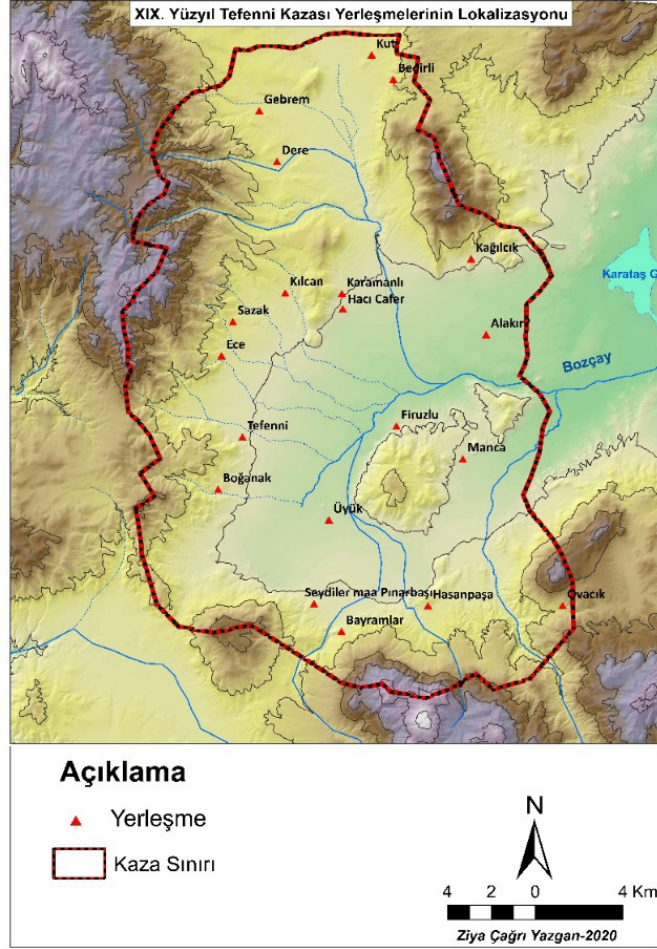 XIX. Yüzyıl Tefenni Kazası Yerleşmelerinin Lokalizasyonu
Kut
Bedirli
Gebrem
Dere
Kağılcık
Karataş G
Kılcan
Karamanlı
Hacı Cafer
Sazak
Alakır
Ece
Bozçay
Firuzlu
Tefenni
Manca
Boğanak
Üyük
Seydiler maa Pınarbaşı
Hasanpaşa
Ovacık
Bayramlar
Açıklama
Yerleşme
Kaza Sınırı
N
4 2 0 4 Km
Ziya Çağrı Yazgan-2020